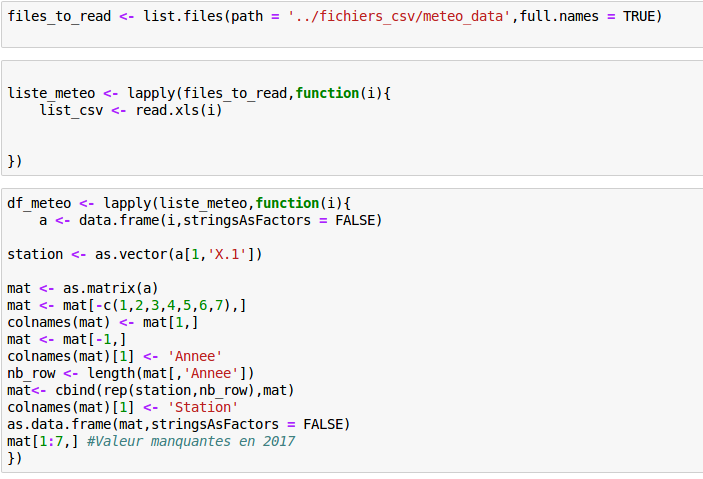 files_to_read <- list.files(path = '../fichiers_csv/meteo_data',full.names = TRUE)
liste_meteo <- lapply(files_to_read,function(i){
    list_csv <- read.xls(i)
})
df_meteo <- lapply(liste_meteo,function(i){
    a <- data.frame(i,stringsAsFactors = FALSE)
station <- as.vector(a[1,'X.1'])
mat <- as.matrix(a)
mat <- mat[-c(1,2,3,4,5,6,7),]
colnames(mat) <- mat[1,]
mat <- mat[-1,]
colnames(mat)[1] <- 'Annee'
nb_row <- length(mat[,'Annee'])
mat<- cbind(rep(station,nb_row),mat)
colnames(mat)[1] <- 'Station'
as.data.frame(mat,stringsAsFactors = FALSE)
mat[1:7,] #Valeur manquantes en 2017
})